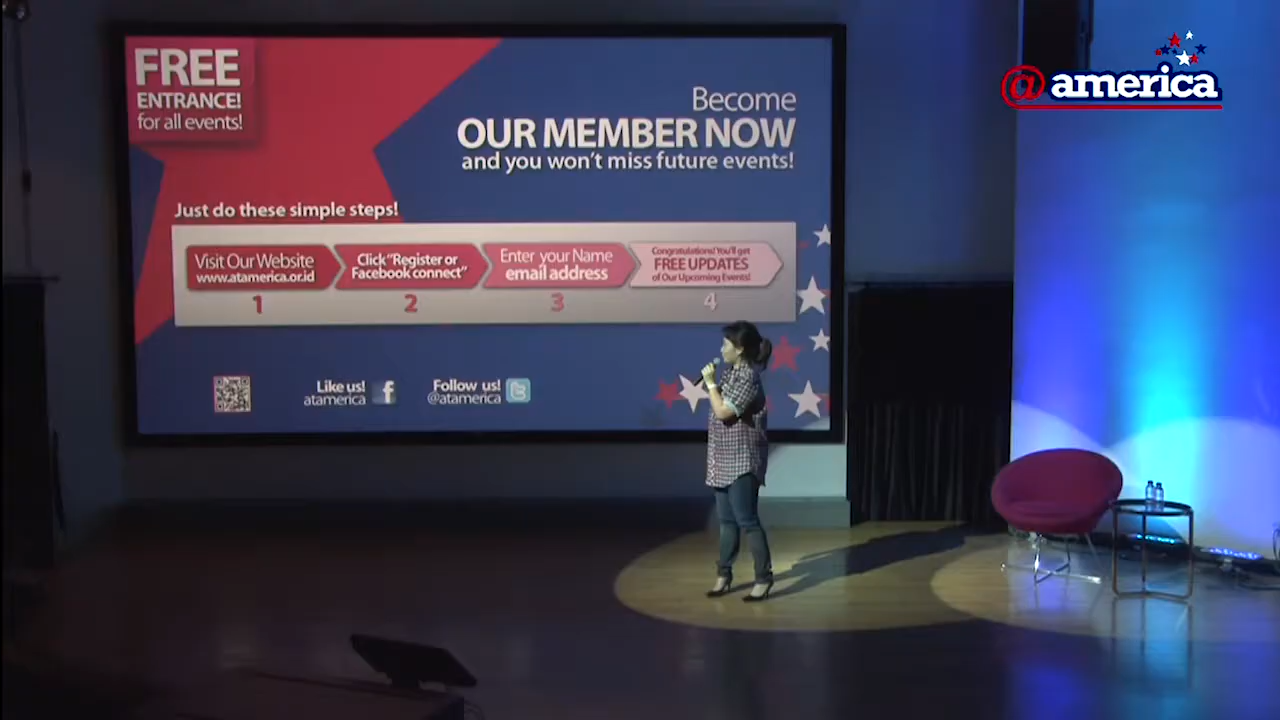 FREE
ENTRANCE!
for all events!
Become
OUR MEMBER NOW
and you won't miss future events!
Just do these simple steps!
Visit Our Website
www.atamerica.or.id
1
Click "Register or
Facebook connect"
2
Enter your Name
email address
3
Congratulations! You'll get
FREE UPDATES
of Our Upcoming Events!
4
Like us!
atamerica
f
Follow us!
@atamerica
t
@america